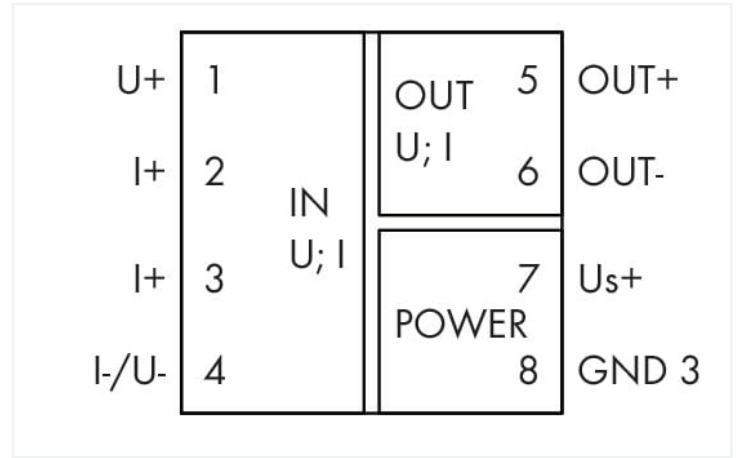 U+ 1 OUT 5 OUT+
U; I
I+ 2 6 OUT-
IN
U; I
I+ 3 7 Us+
POWER
I-/U- 4 8 GND 3